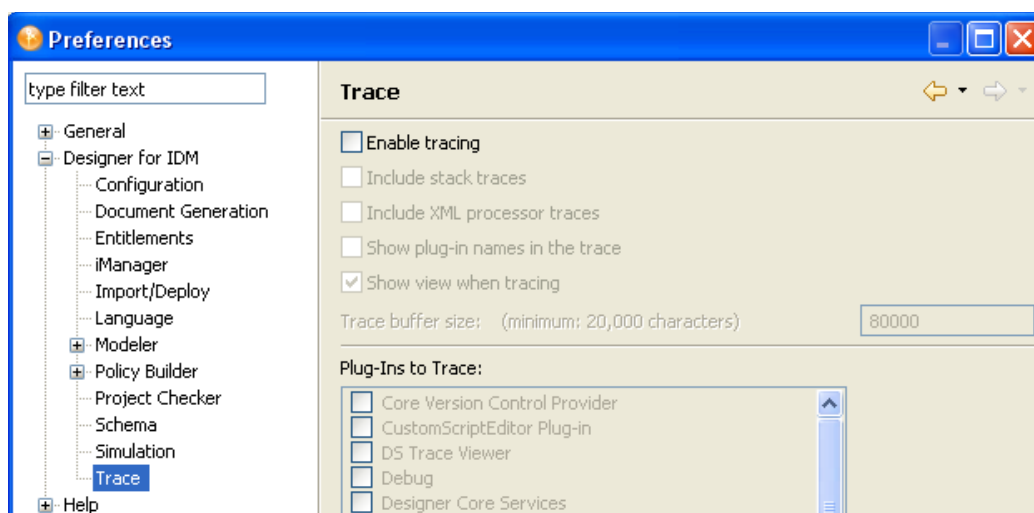 Preferences
type filter text
General
Designer for IDM
Configuration
Document Generation
Entitlements
iManager
Import/Deploy
Language
Modeler
Policy Builder
Project Checker
Schema
Simulation
Trace
Help
Trace
Enable tracing
Include stack traces
Include XML processor traces
Show plug-in names in the trace
Show view when tracing
Trace buffer size: (minimum: 20,000 characters) 80000
Plug-Ins to Trace:
Core Version Control Provider
CustomScriptEditor Plug-in
DS Trace Viewer
Debug
Designer Core Services